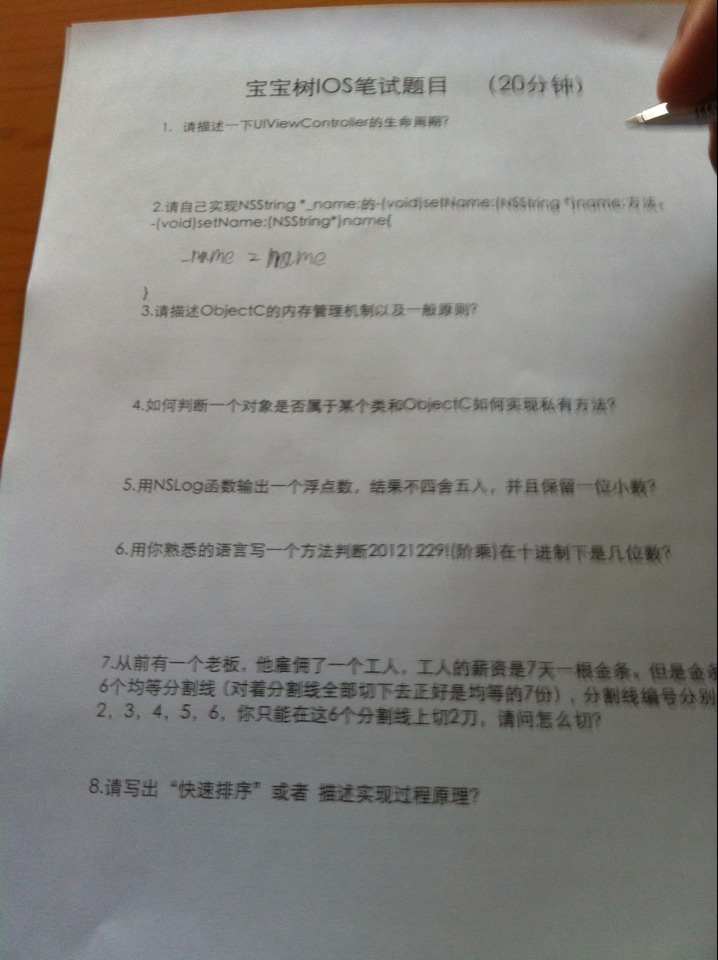 宝宝树IOS笔试题目 （20分钟）
1、请描述一下UIViewController的生命周期?
2.请自己实现NSString *_name;的-(void)setName:(NSString *)name;方法。
-(void)setName:(NSString*)name{
_name = name
}
3.请描述ObjectC的内存管理机制以及一般原则?
4.如何判断一个对象是否属于某个类和ObjectC如何实现私有方法?
5.用NSLog函数输出一个浮点数，结果不四舍五入，并且保留一位小数?
6.用你熟悉的语言写一个方法判断20121229!(阶乘)在十进制下是几位数?
7.从前有一个老板，他雇佣了一个工人，工人的薪资是7天一根金条。但是金条
6个均等分割线（对着分割线全部切下去正好是均等的7份），分割线编号分别
2，3，4，5，6，你只能在这6个分割线上切2刀，请问怎么切?
8.请写出“快速排序”或者 描述实现过程原理?